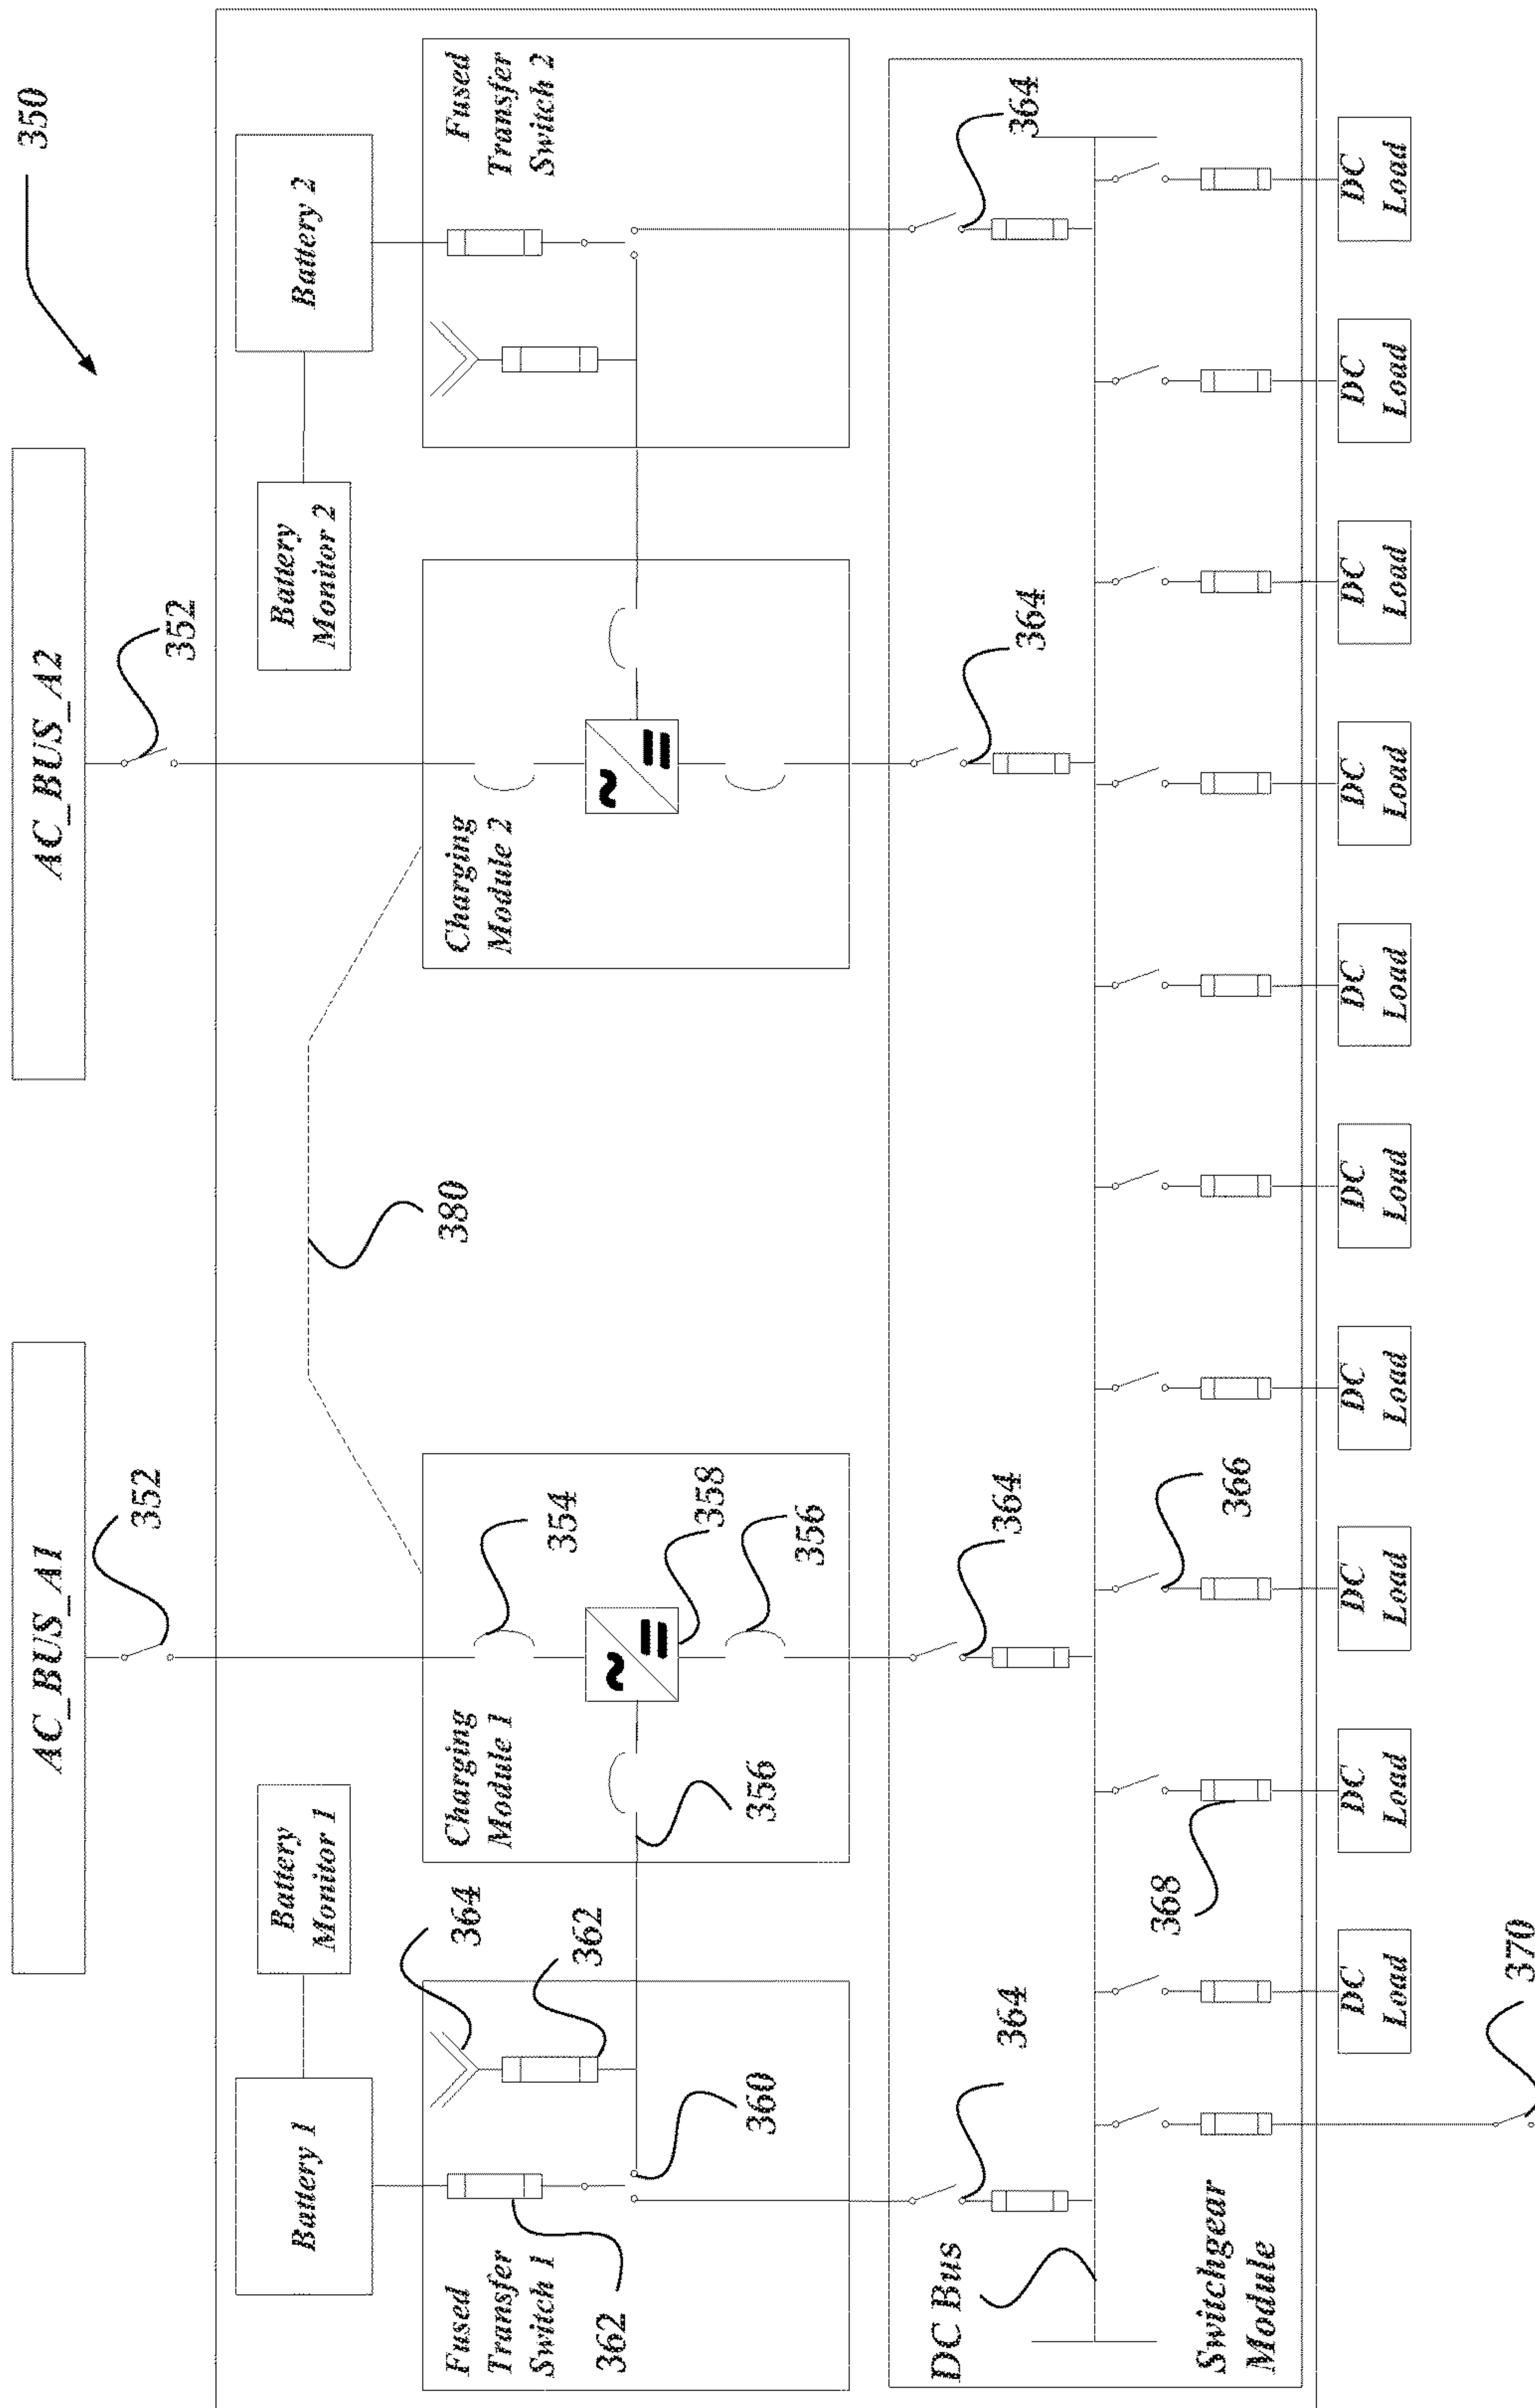 350
AC_BUS_A1
AC_BUS_A2
352
352
Battery 1
Battery
Monitor 1
Battery
Monitor 2
Battery 2
380
Fused
Transfer
Switch 1
362
364
362
360
Charging
Module 1
354
358
356
356
Charging
Module 2
Fused
Transfer
Switch 2
DC Bus
364
364
364
364
366
368
Switchgear
Module
DC
Load
DC
Load
DC
Load
DC
Load
DC
Load
DC
Load
DC
Load
DC
Load
DC
Load
DC
Load
370